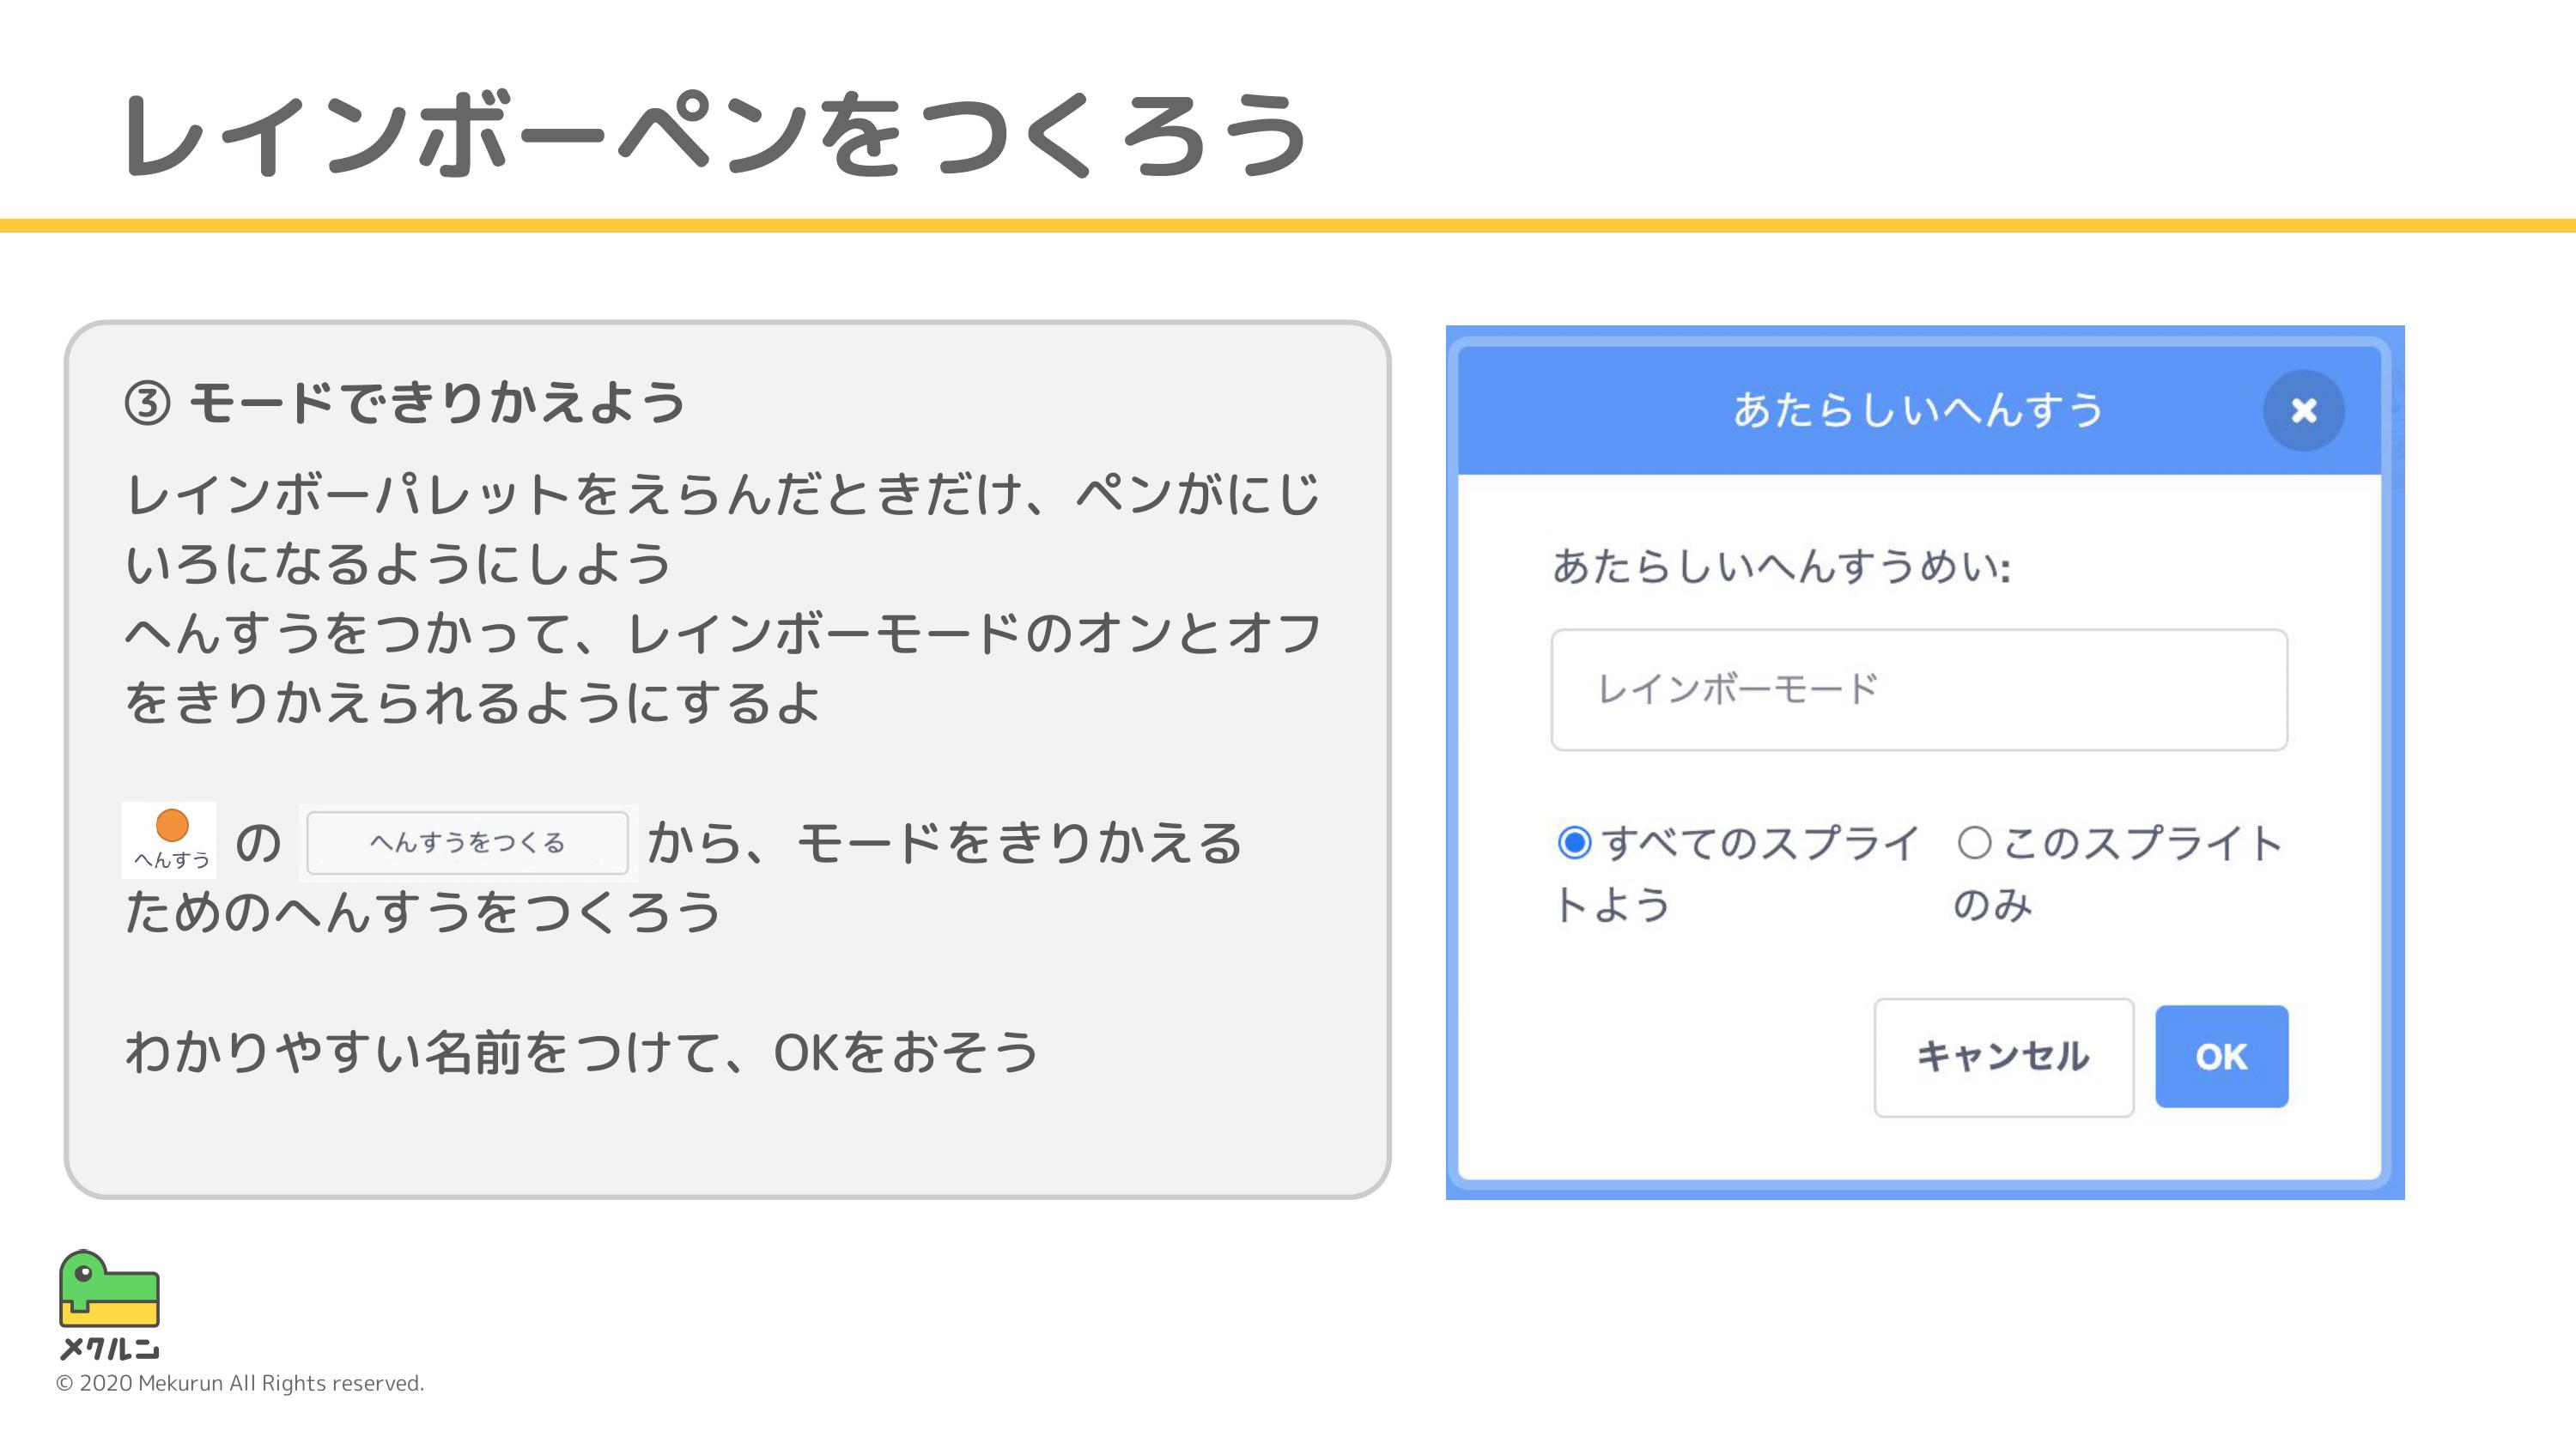 レインボーペンをつくろう
③ モードできりかえよう
レインボーパレットをえらんだときだけ、ペンがにじ
いろになるようにしよう
へんすうをつかって、レインボーモードのオンとオフ
をきりかえられるようにするよ
へんすう の へんすうをつくる から、モードをきりかえる
ためのへんすうをつくろう
わかりやすい名前をつけて、OKをおそう
あたらしいへんすう
あたらしいへんすうめい:
レインボーモード
すべてのスプライ
トよう
このスプライト
のみ
キャンセル OK
メクルン
© 2020 Mekurun All Rights reserved.